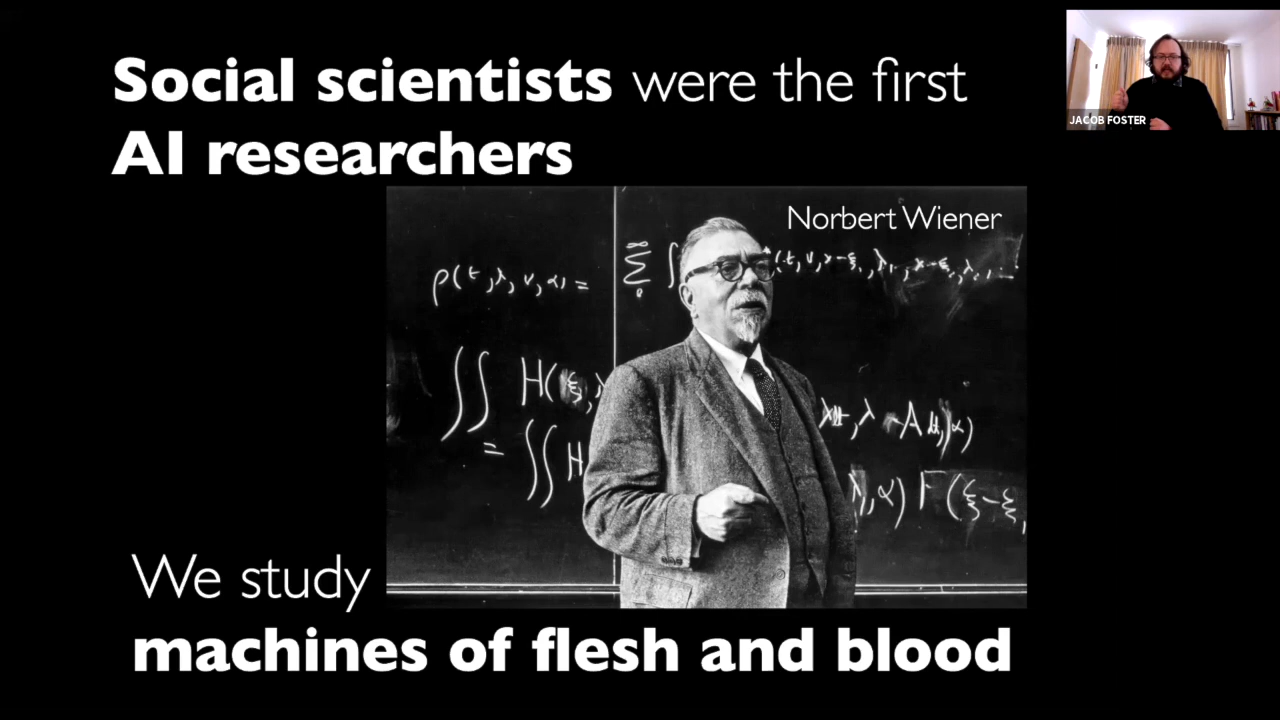 Social scientists were the first
AI researchers
JACOB FOSTER
Norbert Wiener
ρ(t, λ, v, α) =
We study
machines of flesh and blood